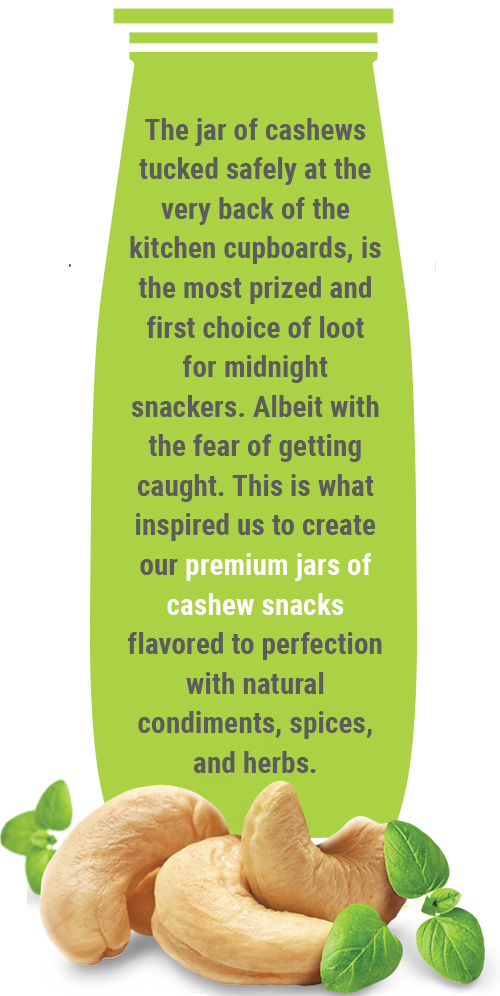 The jar of cashews
tucked safely at the
very back of the
kitchen cupboards, is
the most prized and
first choice of loot
for midnight
snackers. Albeit with
the fear of getting
caught. This is what
inspired us to create
our premium jars of
cashew snacks
flavored to perfection
with natural
condiments, spices,
and herbs.